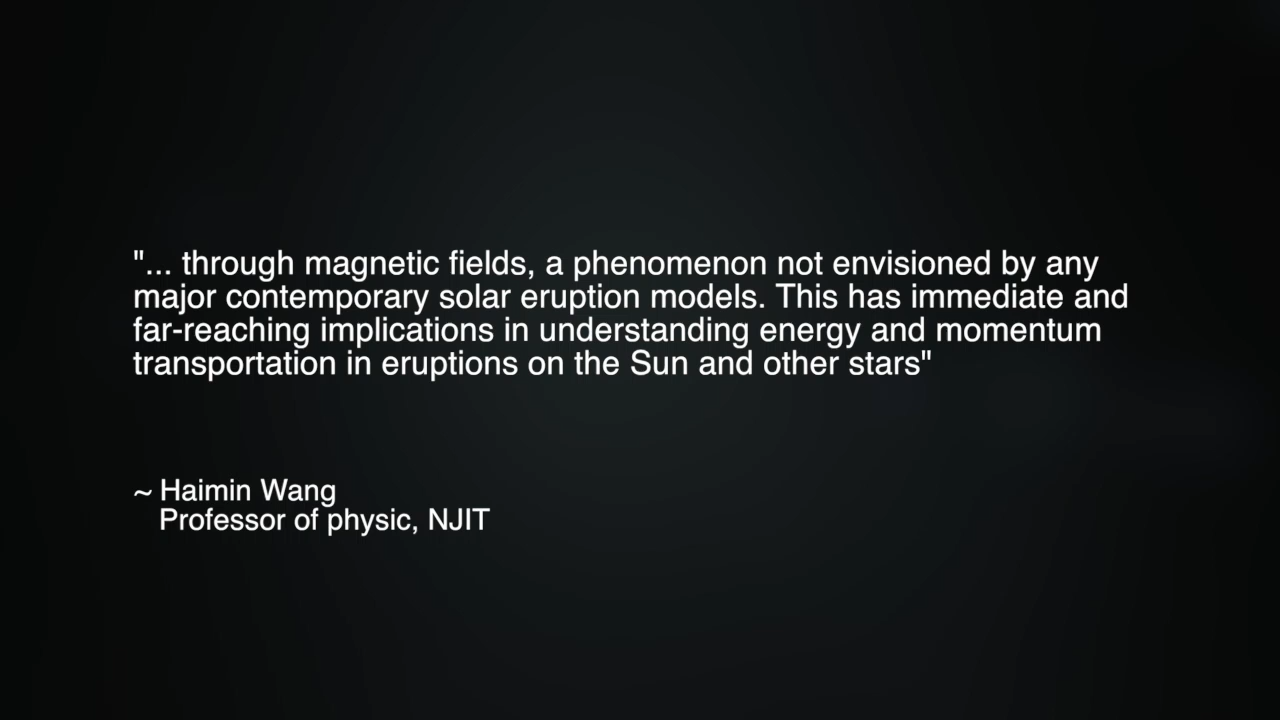 "... through magnetic fields, a phenomenon not envisioned by any
major contemporary solar eruption models. This has immediate and
far-reaching implications in understanding energy and momentum
transportation in eruptions on the Sun and other stars"
~ Haimin Wang
Professor of physic, NJIT